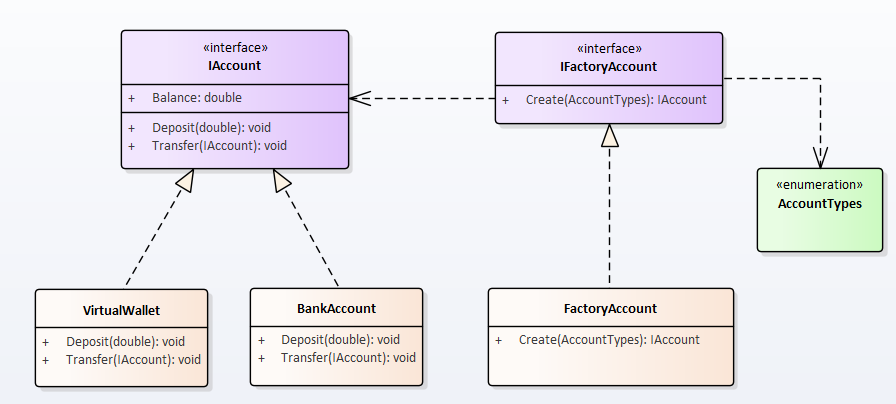 «interface»
IAccount
+ Balance: double
+ Deposit(double): void
+ Transfer(IAccount): void
«interface»
IFactoryAccount
+ Create(AccountTypes): IAccount
«enumeration»
AccountTypes
VirtualWallet
+ Deposit(double): void
+ Transfer(IAccount): void
BankAccount
+ Deposit(double): void
+ Transfer(IAccount): void
FactoryAccount
+ Create(AccountTypes): IAccount